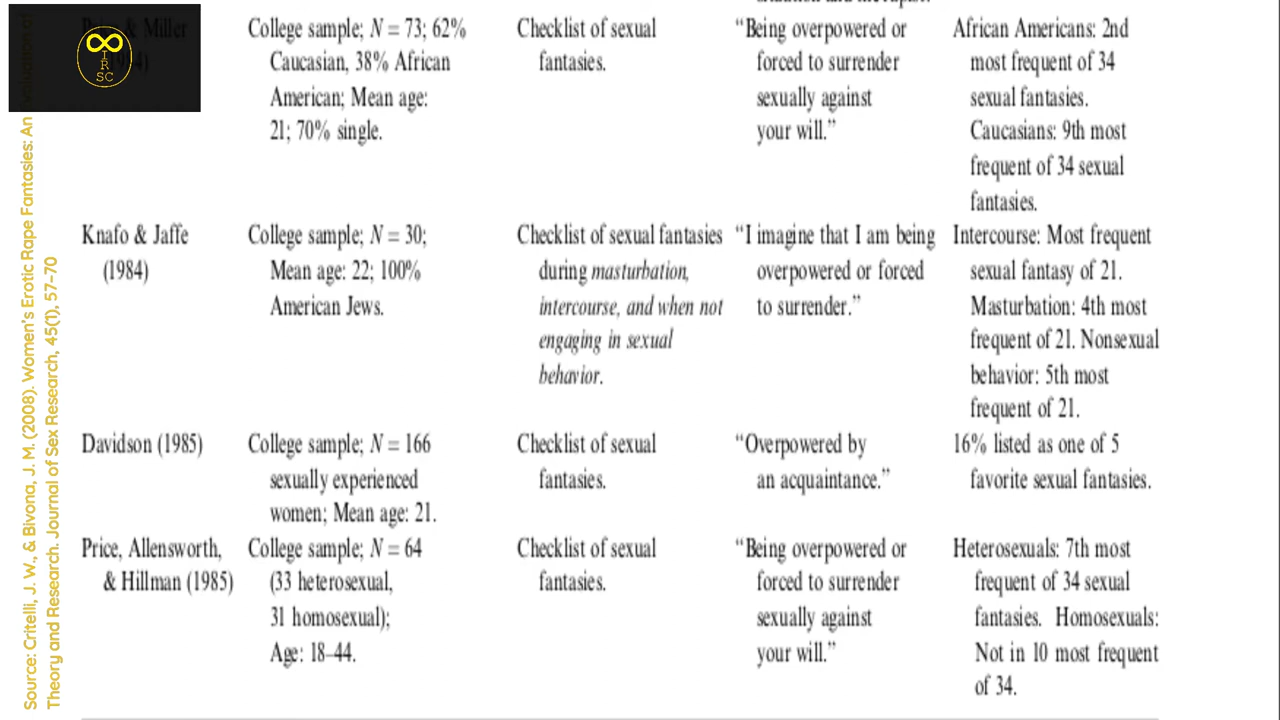 College sample; N = 73; 62%
Caucasian, 38% African
American; Mean age:
21; 70% single.
Checklist of sexual
fantasies.
“Being overpowered or
forced to surrender
sexually against
your will.”
African Americans: 2nd
most frequent of 34
sexual fantasies.
Caucasians: 9th most
frequent of 34 sexual
fantasies.
Knafo & Jaffe
(1984)
College sample; N = 30;
Mean age: 22; 100%
American Jews.
Checklist of sexual fantasies
during masturbation,
intercourse, and when not
engaging in sexual
behavior.
“I imagine that I am being
overpowered or forced
to surrender.”
Intercourse: Most frequent
sexual fantasy of 21.
Masturbation: 4th most
frequent of 21. Nonsexual
behavior: 5th most
frequent of 21.
Davidson (1985)
College sample; N = 166
sexually experienced
women; Mean age: 21.
Checklist of sexual
fantasies.
“Overpowered by
an acquaintance.”
16% listed as one of 5
favorite sexual fantasies.
Price, Allensworth,
& Hillman (1985)
College sample; N = 64
(33 heterosexual,
31 homosexual);
Age: 18–44.
Checklist of sexual
fantasies.
“Being overpowered or
forced to surrender
sexually against
your will.”
Heterosexuals: 7th most
frequent of 34 sexual
fantasies. Homosexuals:
Not in 10 most frequent
of 34.
Source: Critelli, J. W., & Bivona, J. M. (2008). Women's Erotic Rape Fantasies: An
Theory and Research. Journal of Sex Research, 45(1), 57-70
I
R
SC